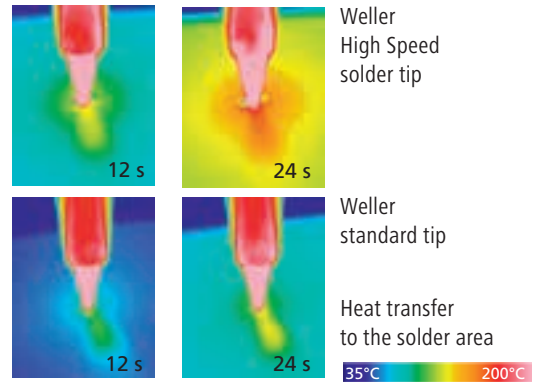 Weller
High Speed
solder tip
12 s
24 s
Weller
standard tip
Heat transfer
to the solder area
12 s
24 s
35°C
200°C